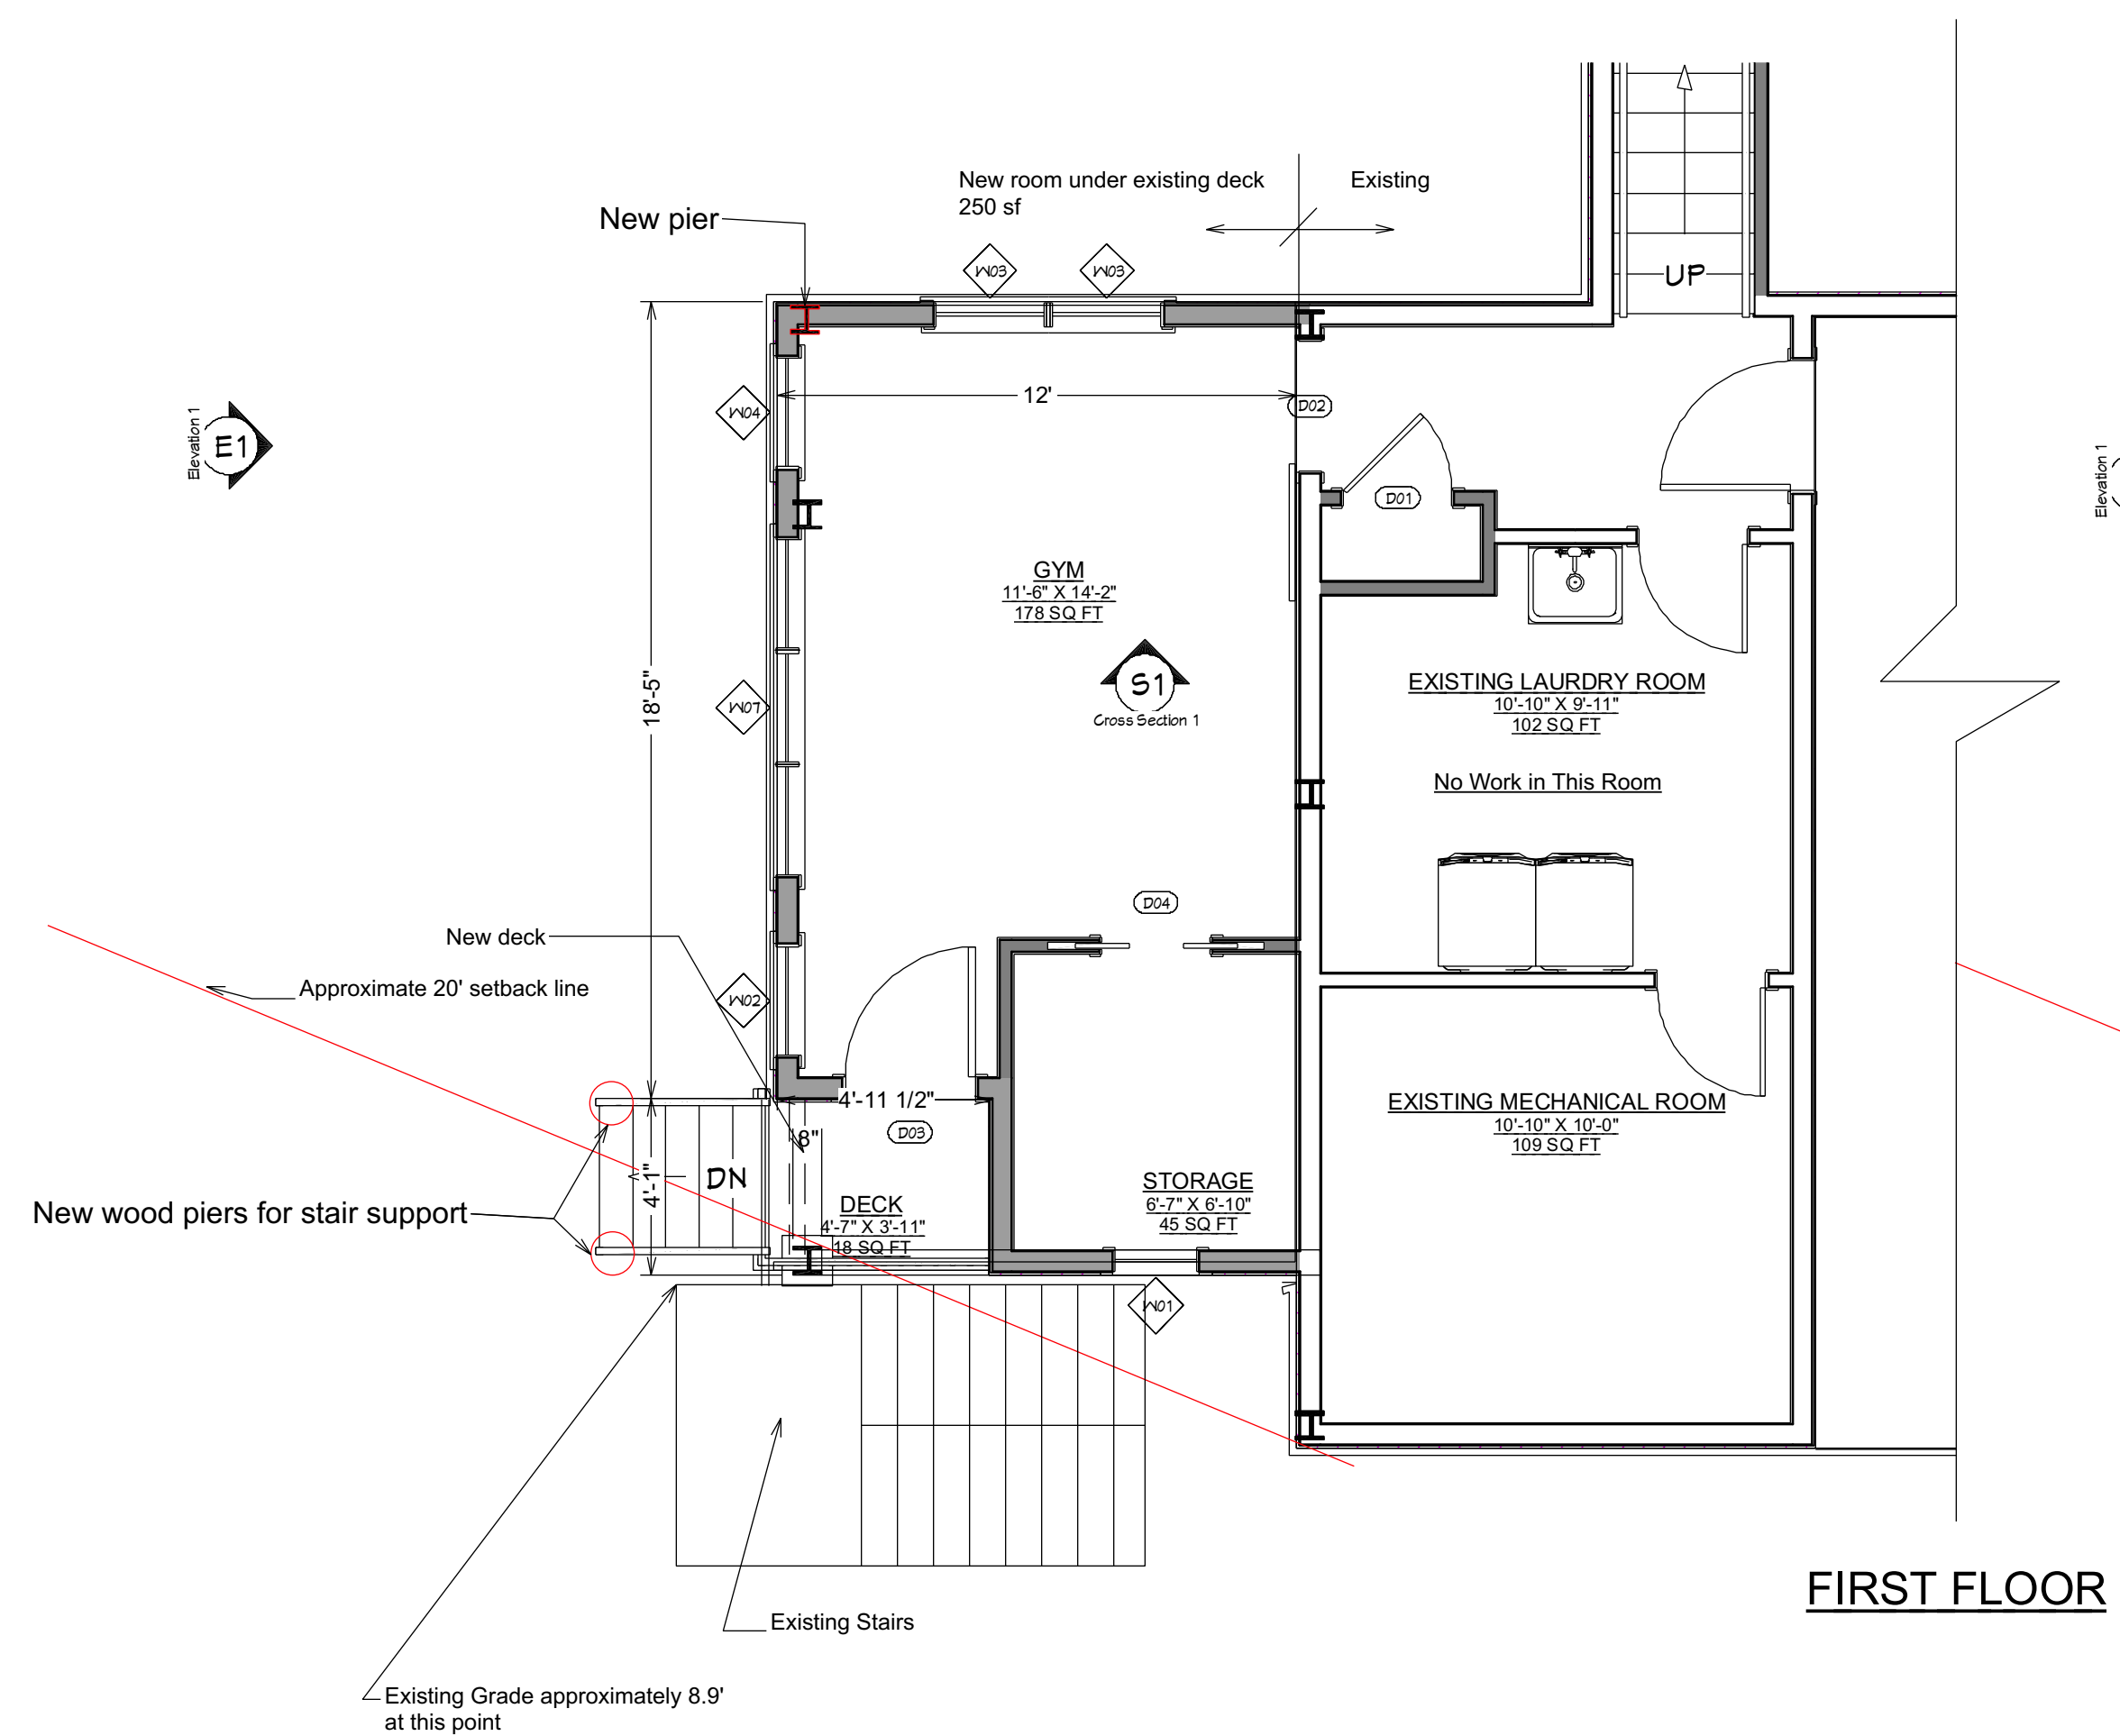 New room under existing deck
250 sf
Existing
New pier
UP
W03
W03
12'
W04
D02
Elevation 1
E1
D01
Elevation 1
GYM
11'-6" X 14'-2"
178 SQ FT
18'-5"
S1
Cross Section 1
W07
EXISTING LAURDRY ROOM
10'-10" X 9'-11"
102 SQ FT
No Work in This Room
D04
New deck
Approximate 20' setback line
W02
4'-11 1/2"
D03
8"
EXISTING MECHANICAL ROOM
10'-10" X 10'-0"
109 SQ FT
4'-1"
DN
New wood piers for stair support
DECK
4'-7" X 3'-11"
18 SQ FT
STORAGE
6'-7" X 6'-10"
45 SQ FT
W01
FIRST FLOOR
Existing Stairs
Existing Grade approximately 8.9'
at this point